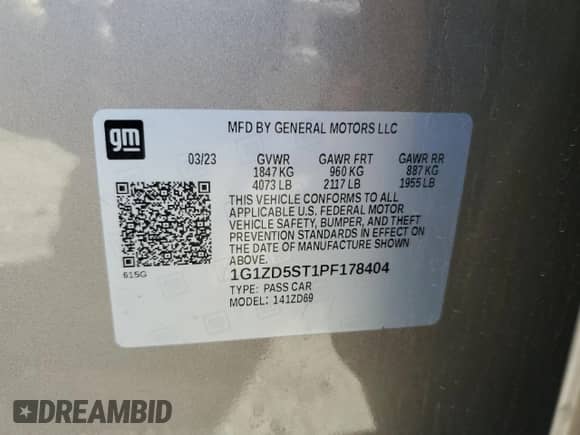 gm
MFD BY GENERAL MOTORS LLC
03/23 GVWR GAWR FRT GAWR RR
1847 KG 960 KG 887 KG
4073 LB 2117 LB 1955 LB
THIS VEHICLE CONFORMS TO ALL
APPLICABLE U.S. FEDERAL MOTOR
VEHICLE SAFETY, BUMPER, AND THEFT
PREVENTION STANDARDS IN EFFECT ON
THE DATE OF MANUFACTURE SHOWN
ABOVE.
61SG
1G1ZD5ST1PF178404
TYPE: PASS CAR
MODEL: 141ZD69
DREAMBID